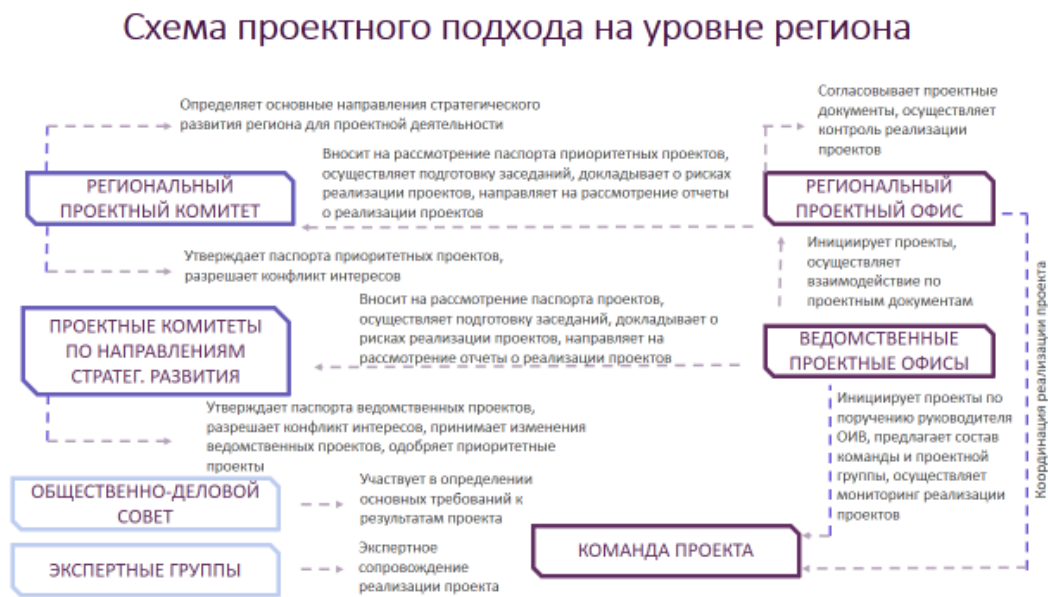 Схема проектного подхода на уровне региона
Определяет основные направления стратегического
развития региона для проектной деятельности
Согласовывает проектные
документы, осуществляет
контроль реализации
проектов
РЕГИОНАЛЬНЫЙ
ПРОЕКТНЫЙ КОМИТЕТ
Вносит на рассмотрение паспорта приоритетных проектов,
осуществляет подготовку заседаний, докладывает о рисках
реализации проектов, направляет на рассмотрение отчеты
о реализации проектов
РЕГИОНАЛЬНЫЙ
ПРОЕКТНЫЙ ОФИС
Утверждает паспорта приоритетных проектов,
разрешает конфликт интересов
Инициирует проекты,
осуществляет
взаимодействие по
проектным документам
ПРОЕКТНЫЕ КОМИТЕТЫ
ПО НАПРАВЛЕНИЯМ
СТРАТЕГ. РАЗВИТИЯ
Вносит на рассмотрение паспорта проектов,
осуществляет подготовку заседаний, докладывает о
рисках реализации проектов, направляет на
рассмотрение отчеты о реализации проектов
ВЕДОМСТВЕННЫЕ
ПРОЕКТНЫЕ ОФИСЫ
Координация реализации проекта
Утверждает паспорта ведомственных проектов,
разрешает конфликт интересов, принимает изменения
ведомственных проектов, одобряет приоритетные
проекты
Инициирует проекты по
поручению руководителя
ОИВ, предлагает состав
команды и проектной
группы, осуществляет
мониторинг реализации
проектов
ОБЩЕСТВЕННО-ДЕЛОВОЙ
СОВЕТ
Участвует в определении
основных требований к
результатам проекта
ЭКСПЕРТНЫЕ ГРУППЫ
Экспертное
сопровождение
реализации проекта
КОМАНДА ПРОЕКТА